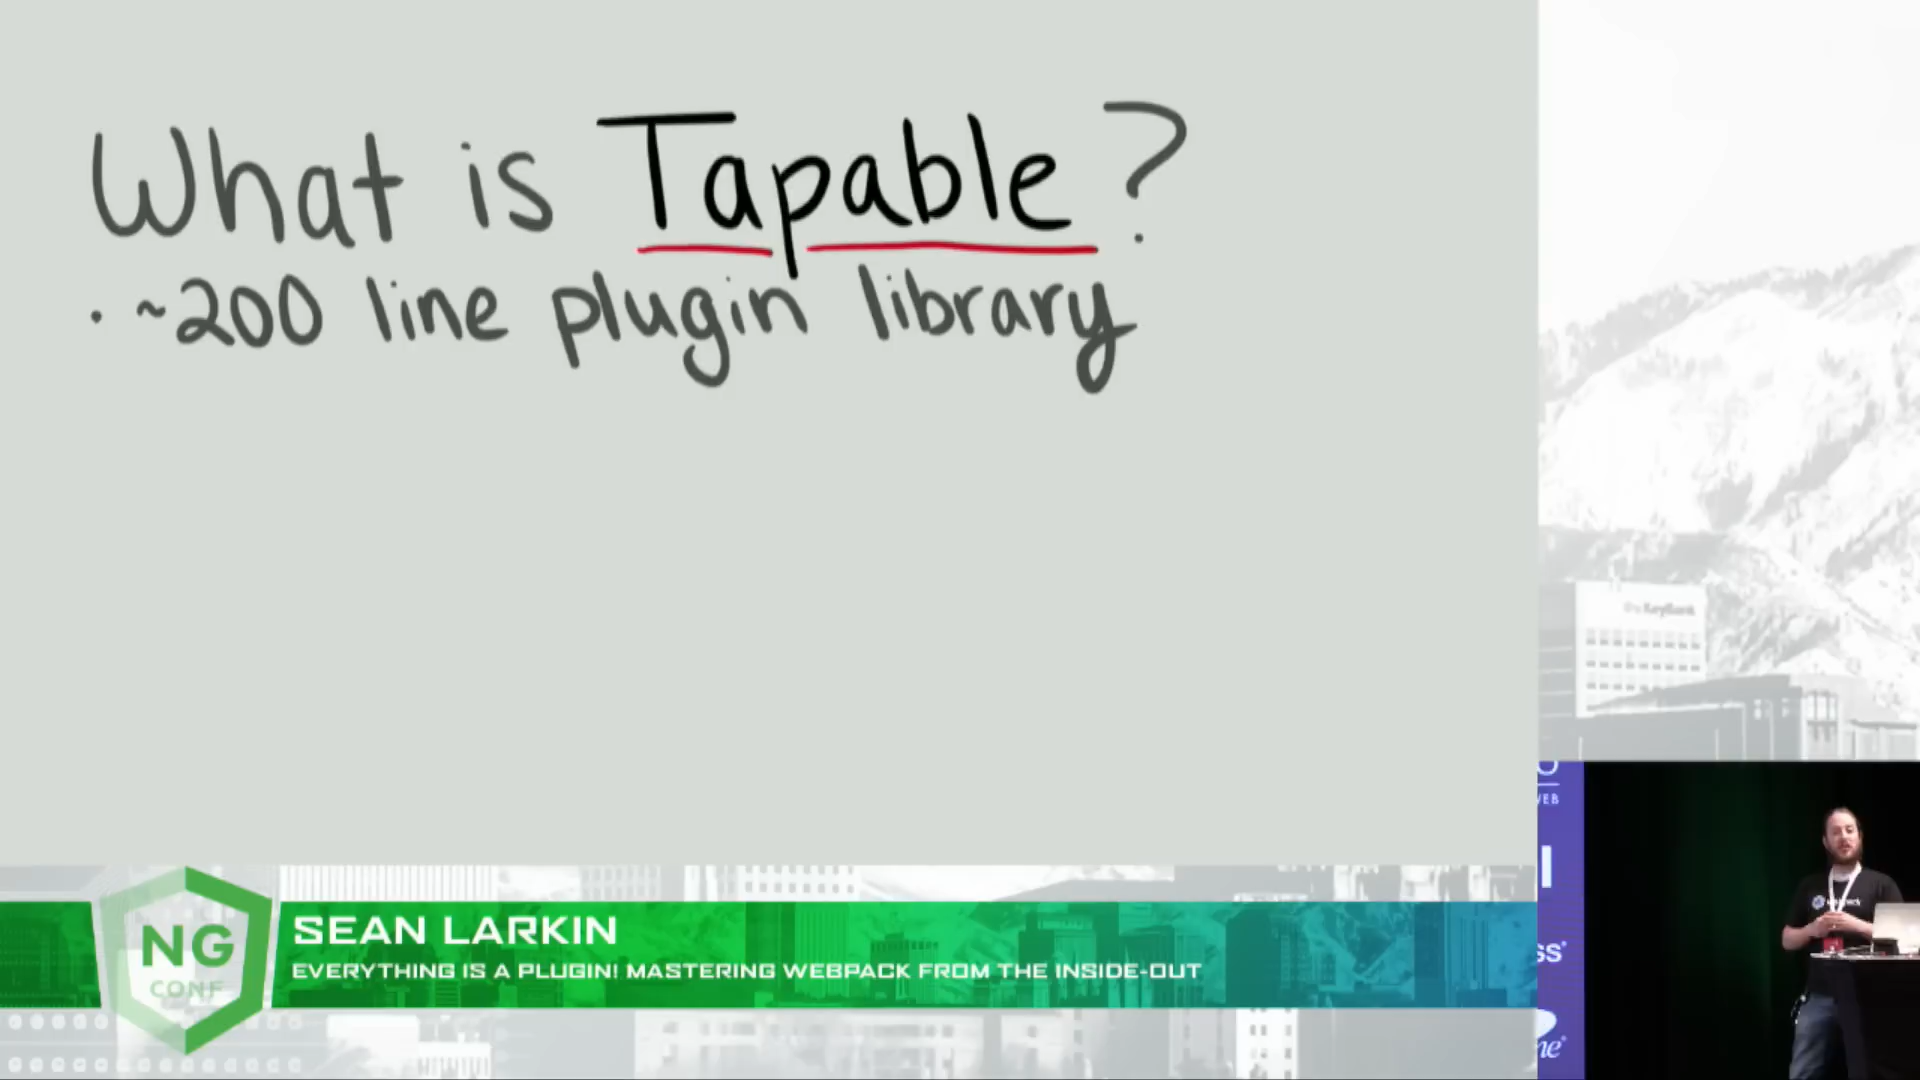 What is Tapable?
• ~200 line plugin library
KeyBank
NG
CONF
SEAN LARKIN
EVERYTHING IS A PLUGIN! MASTERING WEBPACK FROM THE INSIDE-OUT